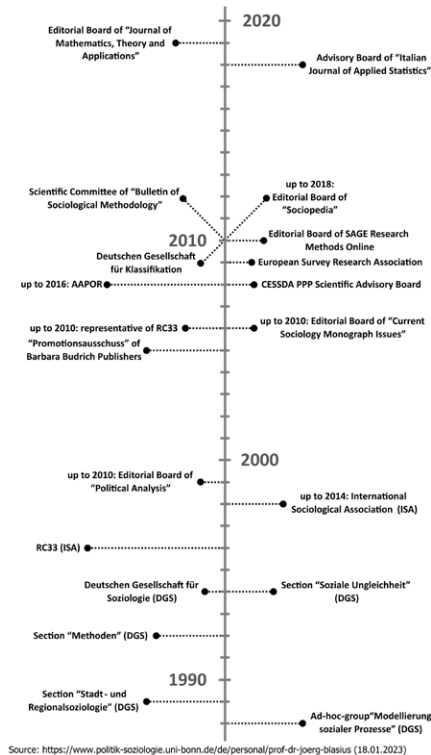 2020
Editorial Board of “Journal of
Mathematics, Theory and
Applications”
Advisory Board of “Italian
Journal of Applied Statistics”
Scientific Committee of “Bulletin of
Sociological Methodology”
up to 2018:
Editorial Board of
“Sociopedia”
2010
Editorial Board of SAGE Research
Methods Online
Deutschen Gesellschaft
für Klassifikation
European Survey Research Association
up to 2016: AAPOR
CESSDA PPP Scientific Advisory Board
up to 2010: representative of RC33
up to 2010: Editorial Board of “Current
Sociology Monograph Issues”
“Promotionsausschuss” of
Barbara Budrich Publishers
2000
up to 2010: Editorial Board of
“Political Analysis”
up to 2014: International
Sociological Association (ISA)
RC33 (ISA)
Deutschen Gesellschaft für
Soziologie (DGS)
Section “Soziale Ungleichheit”
(DGS)
Section “Methoden” (DGS)
1990
Section “Stadt- und
Regionalsoziologie” (DGS)
Ad-hoc-group“Modellierung
sozialer Prozesse” (DGS)
Source: https://www.politik-soziologie.uni-bonn.de/de/personal/prof-dr-joerg-blasius (18.01.2023)